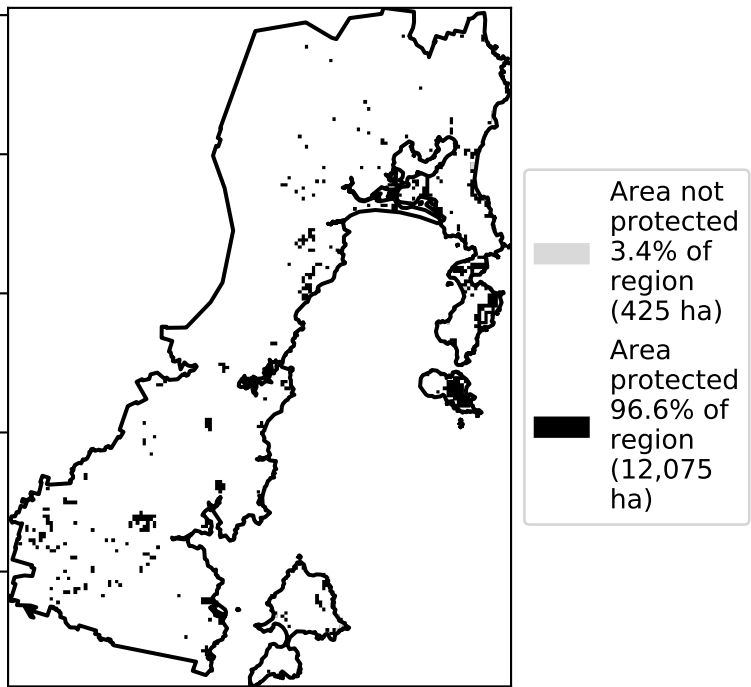 Area not
protected
3.4% of
region
(425 ha)
Area
protected
96.6% of
region
(12,075
ha)